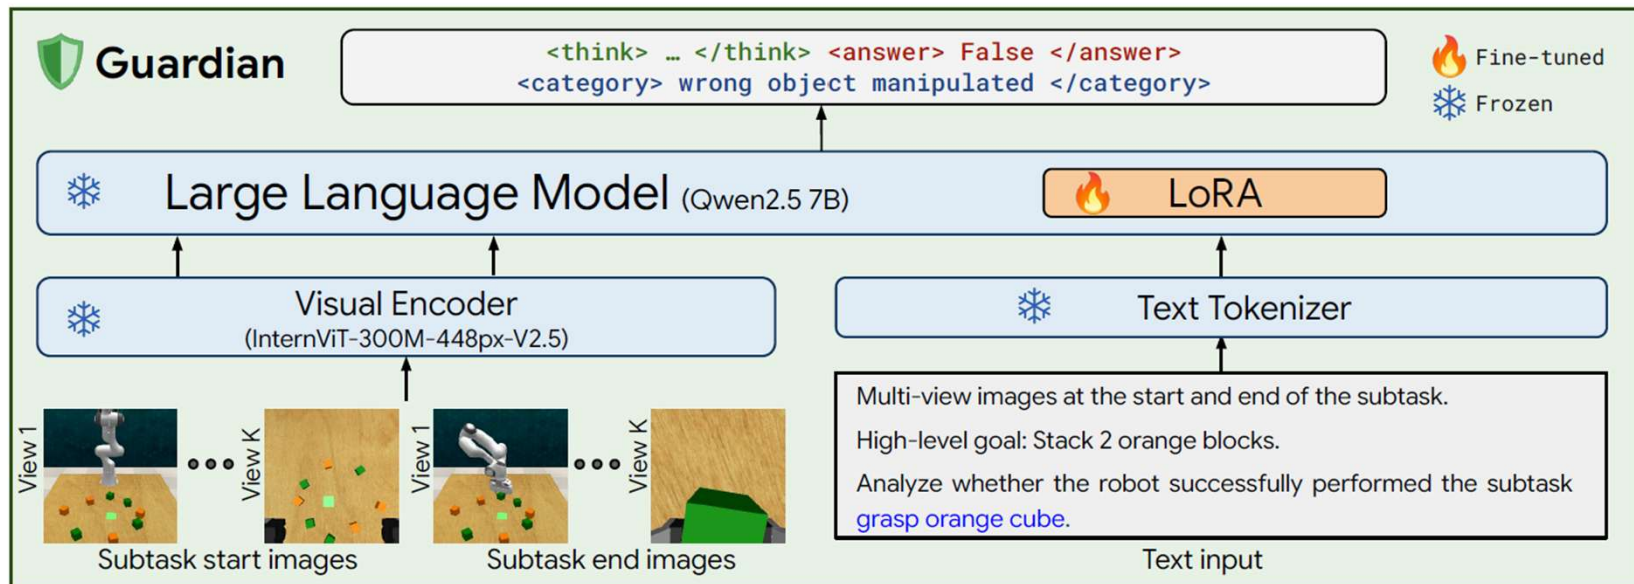 Guardian
<think> … </think> <answer> False </answer>
<category> wrong object manipulated </category>
Fine-tuned
Frozen
Large Language Model (Qwen2.5 7B)
LoRA
Visual Encoder
(InternViT-300M-448px-V2.5)
Text Tokenizer
View 1
View K
View 1
View K
Subtask start images
Subtask end images
Multi-view images at the start and end of the subtask.
High-level goal: Stack 2 orange blocks.
Analyze whether the robot successfully performed the subtask
grasp orange cube.
Text input